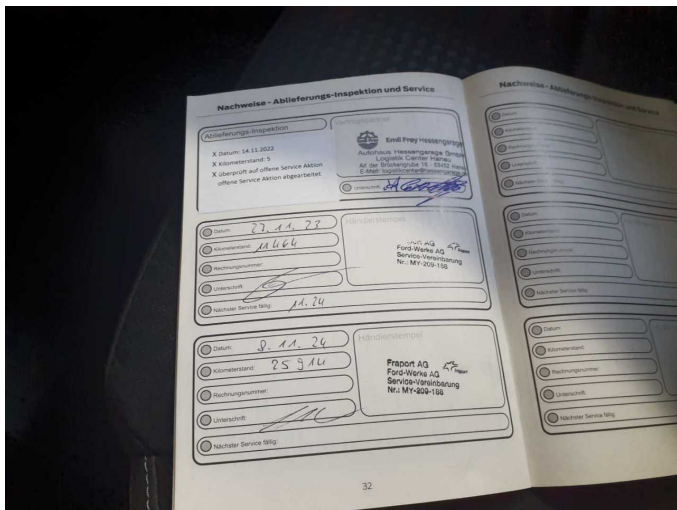 Nachweise - Ablieferungs-Inspektion und Service
Ablieferungs-Inspektion
Vertragspartner
X Datum: 14.11.2022
X Kilometerstand: 5
X überprüft auf offene Service Aktion
offene Service Aktion abgearbeitet
Emil Frey Hessengarage
Autohaus Hessengarage GmbH
Logistik Center Hanau
Unterschrift:
Datum: 27.11.23
Kilometerstand: 11464
Rechnungsnummer:
Unterschrift:
Nächster Service fällig: 11.24
Händlerstempel
AG
Ford-Werke AG
Service-Vereinbarung
Nr.: MY-209-188
Datum: 8.11.24
Kilometerstand: 25914
Rechnungsnummer:
Unterschrift:
Nächster Service fällig:
Händlerstempel
Fraport AG
Ford-Werke AG
Service-Vereinbarung
Nr.: MY-209-188
32
Nachweise - Ablieferungs-Inspektion und Service
Datum:
Kilometerstand:
Rechnungsnummer:
Unterschrift:
Datum:
Kilometerstand:
Rechnungsnummer:
Unterschrift:
Nächster Service fällig:
Datum:
Kilometerstand:
Rechnungsnummer:
Unterschrift:
Nächster Service fällig